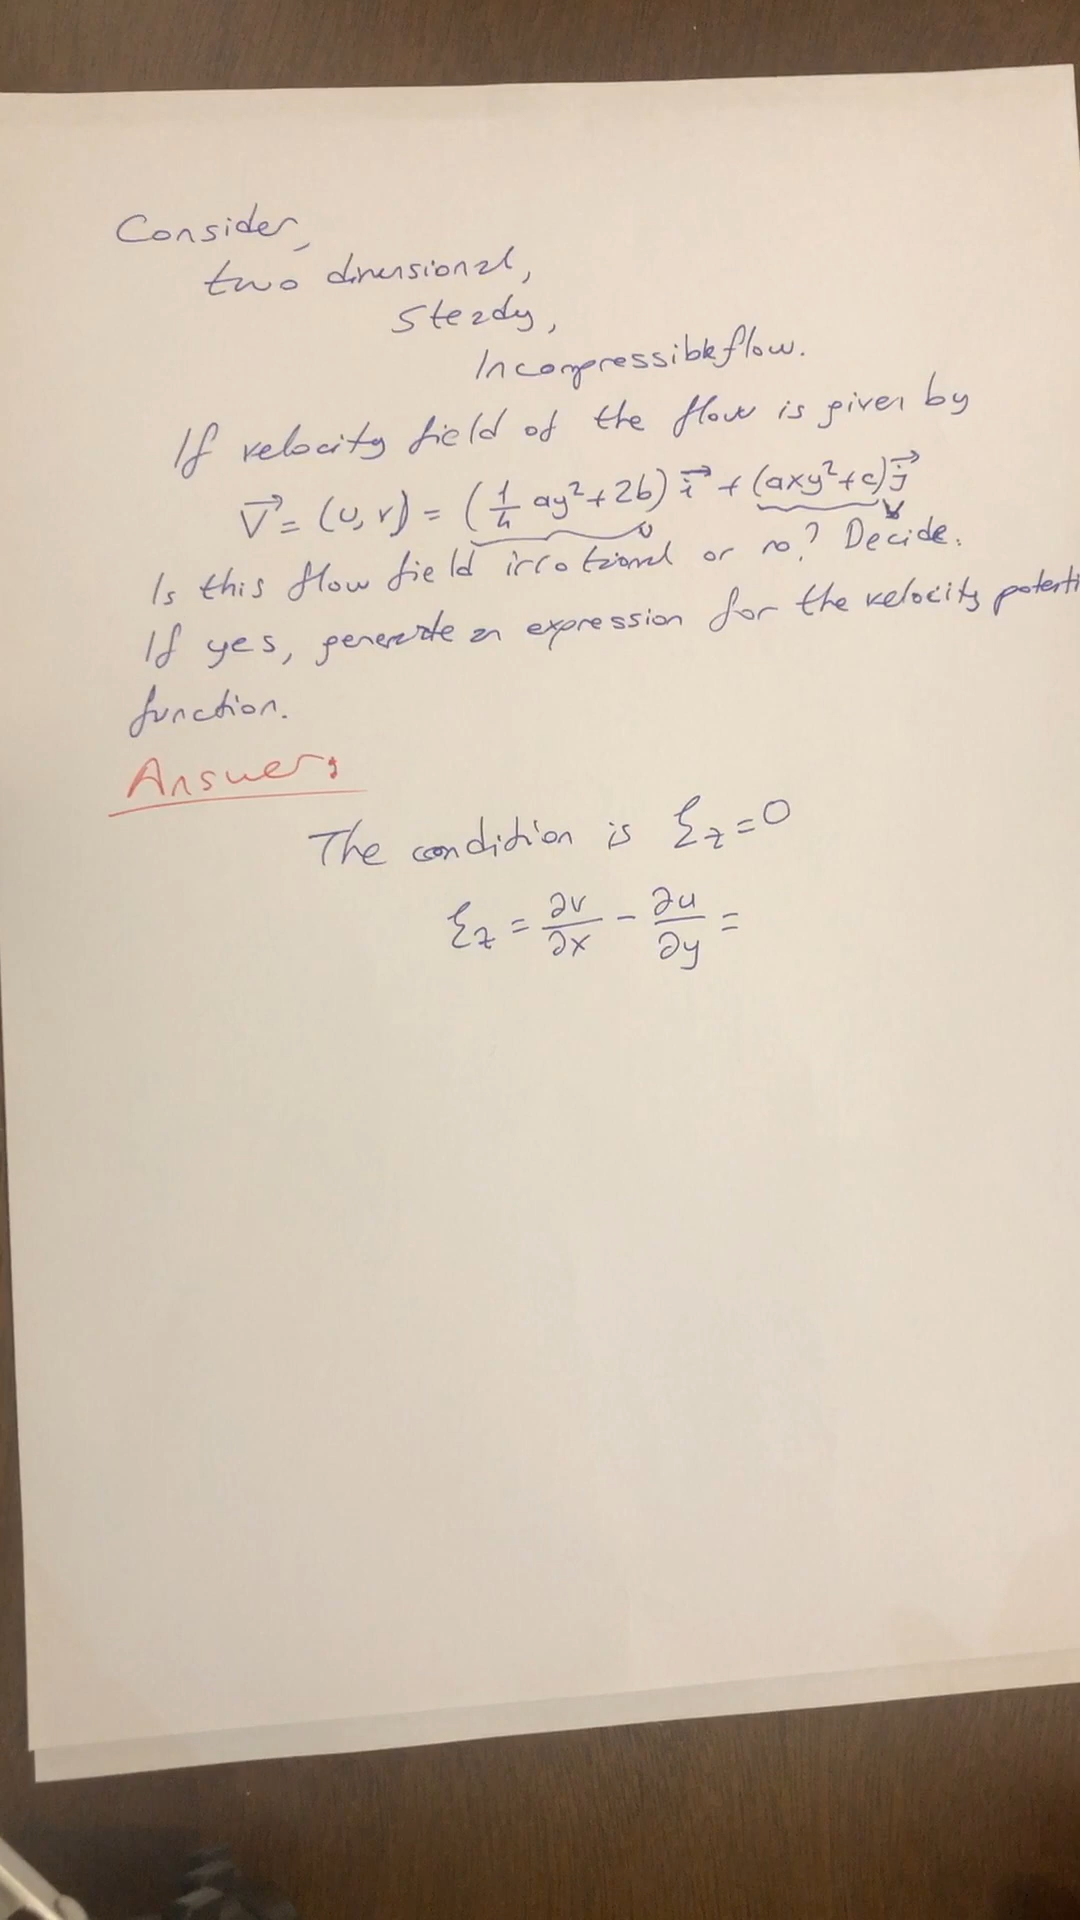 Consider,
two dimensional,
steady,
Incompressible flow.
If velocity field of the flow is given by
V⃗ = (u, v) = (1/4 ay² + 2b) i⃗ + (axy² + c) j⃗
u v
Is this flow field irrotational or no? Decide.
If yes, generate an expression for the velocity potenti
function.
Answer;
The condition is ξz = 0
ξz = ∂v/∂x - ∂u/∂y =